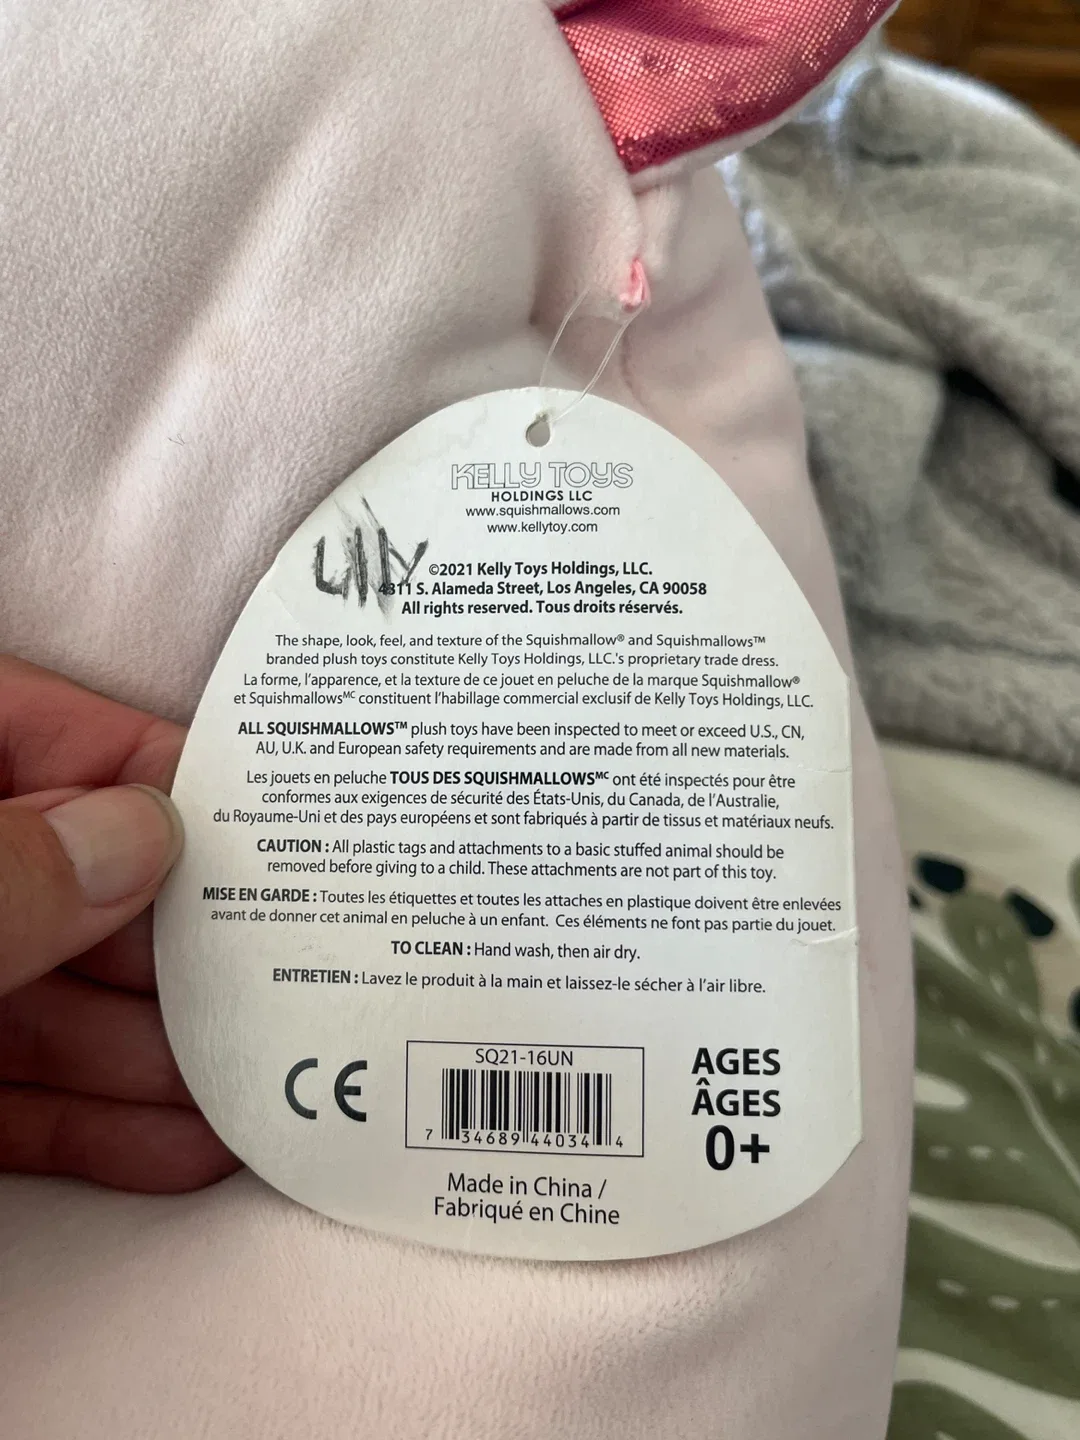 KELLY TOYS
HOLDINGS LLC
www.squishmallows.com
www.kellytoy.com
LILY
©2021 Kelly Toys Holdings, LLC.
4311 S. Alameda Street, Los Angeles, CA 90058
All rights reserved. Tous droits réservés.
The shape, look, feel, and texture of the Squishmallow® and Squishmallows™
branded plush toys constitute Kelly Toys Holdings, LLC.'s proprietary trade dress.
La forme, l'apparence, et la texture de ce jouet en peluche de la marque Squishmallow®
et Squishmallowsᴹᶜ constituent l'habillage commercial exclusif de Kelly Toys Holdings, LLC.
ALL SQUISHMALLOWS™ plush toys have been inspected to meet or exceed U.S., CN,
AU, U.K. and European safety requirements and are made from all new materials.
Les jouets en peluche TOUS DES SQUISHMALLOWSᴹᶜ ont été inspectés pour être
conformes aux exigences de sécurité des États-Unis, du Canada, de l'Australie,
du Royaume-Uni et des pays européens et sont fabriqués à partir de tissus et matériaux neufs.
CAUTION : All plastic tags and attachments to a basic stuffed animal should be
removed before giving to a child. These attachments are not part of this toy.
MISE EN GARDE : Toutes les étiquettes et toutes les attaches en plastique doivent être enlevées
avant de donner cet animal en peluche à un enfant. Ces éléments ne font pas partie du jouet.
TO CLEAN : Hand wash, then air dry.
ENTRETIEN : Lavez le produit à la main et laissez-le sécher à l'air libre.
CE
SQ21-16UN
7 34689 44034 4
AGES
ÂGES
0+
Made in China /
Fabriqué en Chine